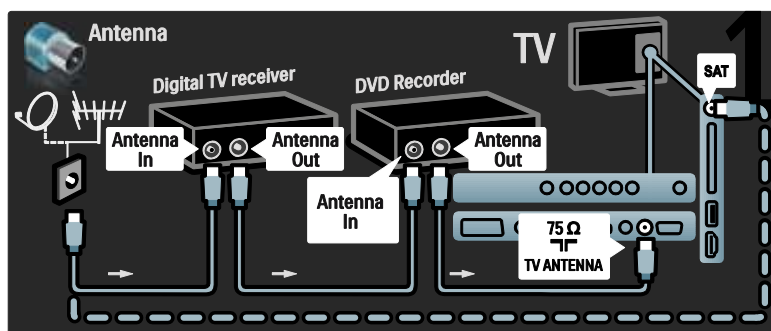 Antenna
TV
1
SAT
Digital TV receiver
DVD Recorder
Antenna
In
Antenna
Out
Antenna
In
Antenna
Out
75 Ω
TV ANTENNA